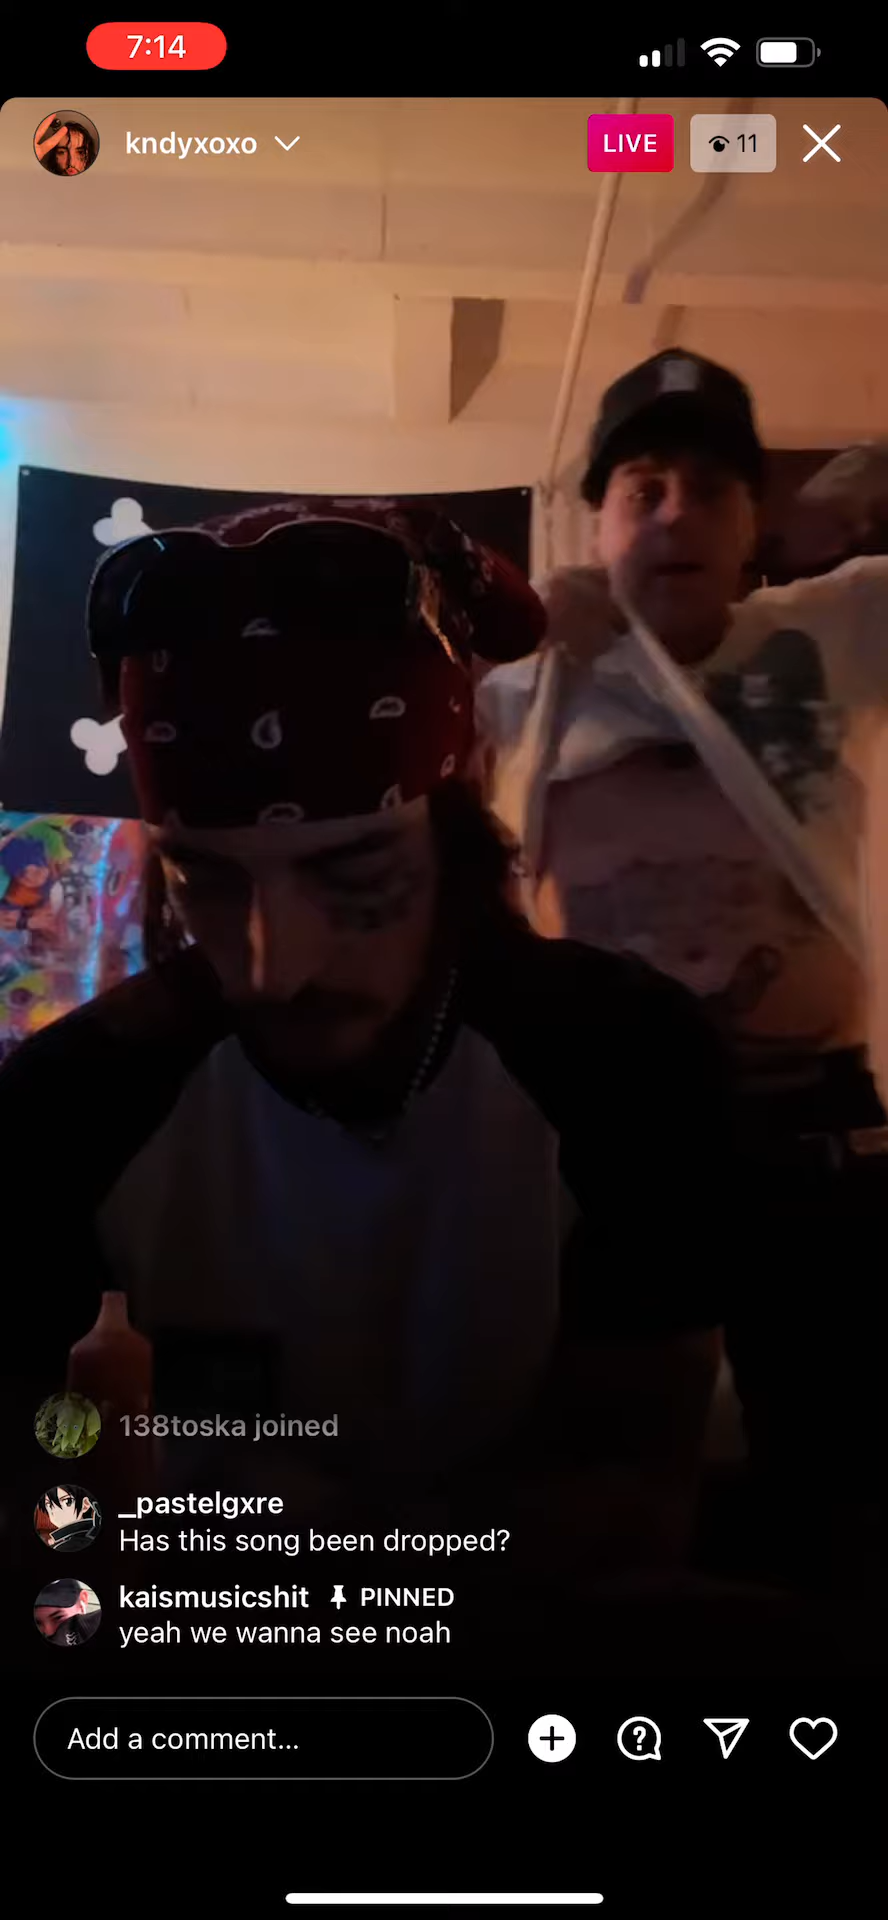 7:14
kndyxoxo
LIVE
11
138toska joined
_pastelgxre
Has this song been dropped?
kaismusicshit PINNED
yeah we wanna see noah
Add a comment...